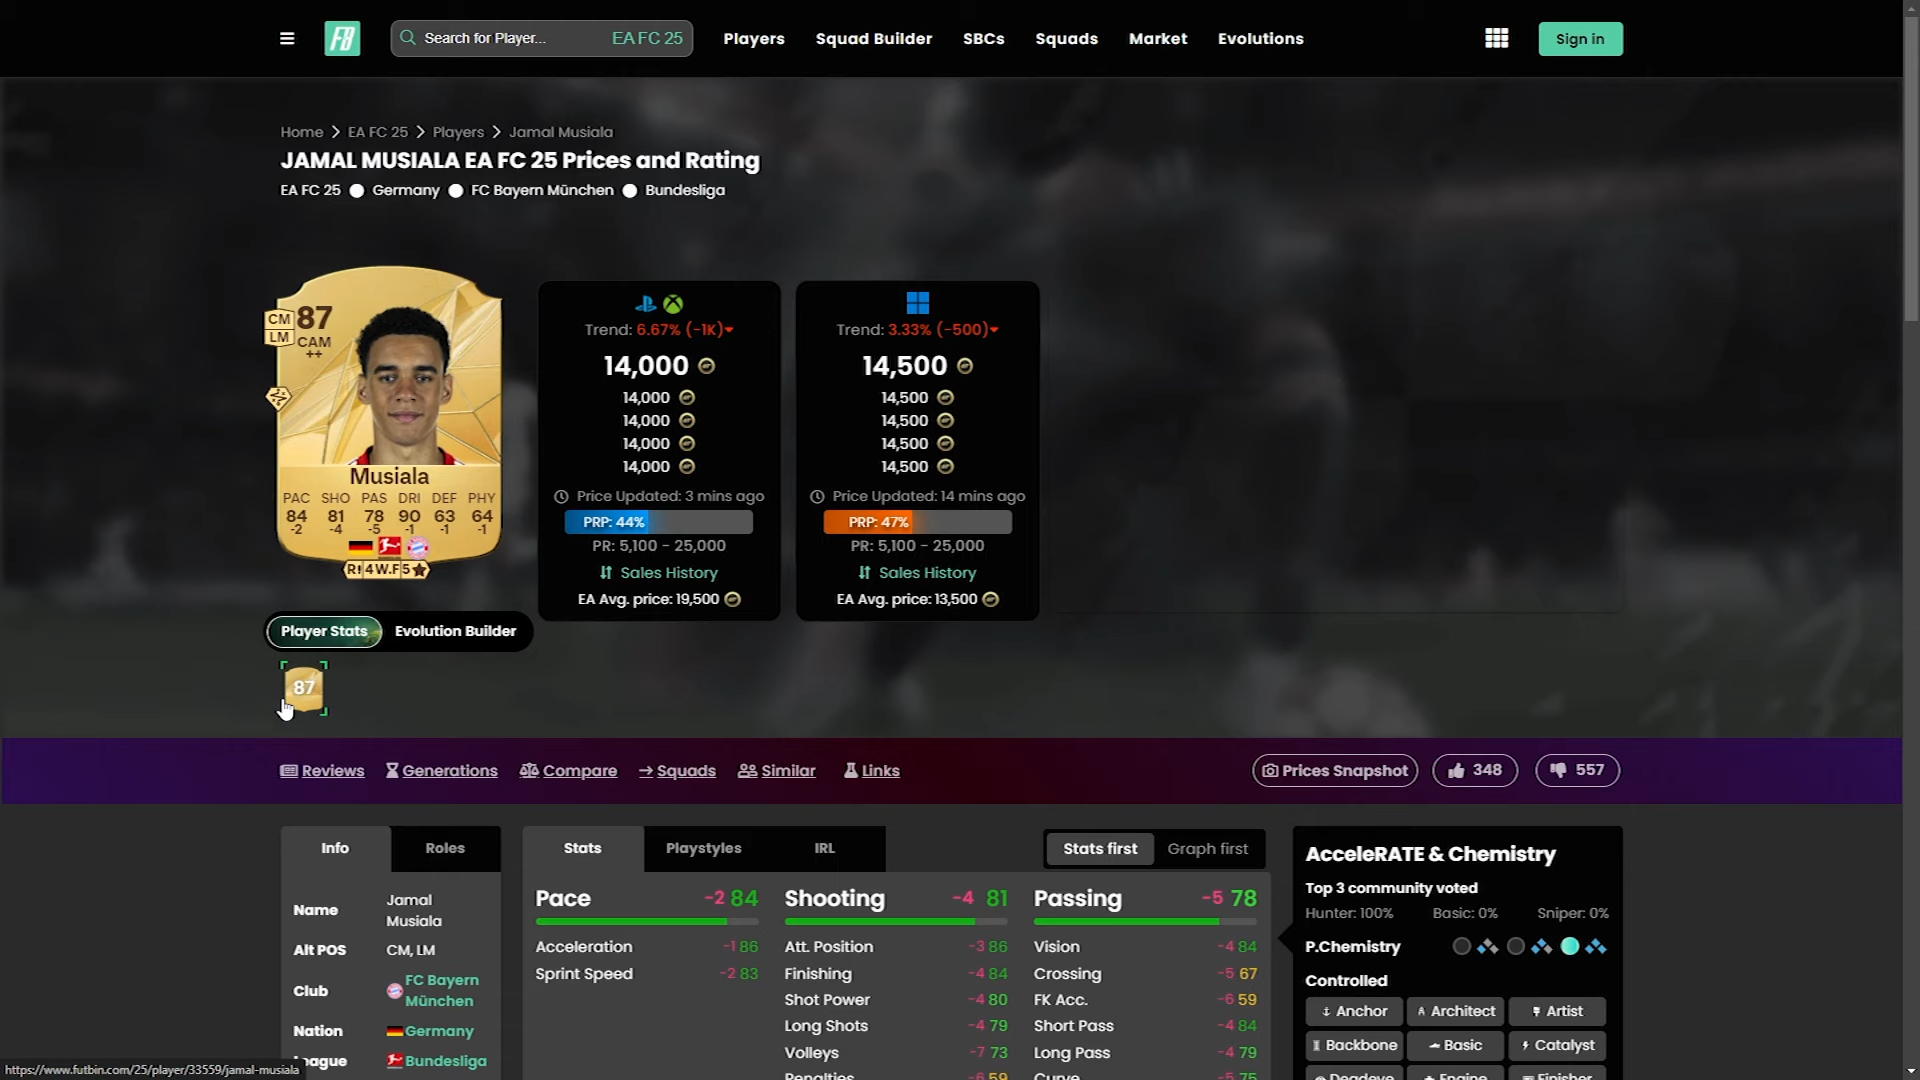 FB
Search for Player...
EA FC 25
Players
Squad Builder
SBCs
Squads
Market
Evolutions
Sign in
Home > EA FC 25 > Players > Jamal Musiala
JAMAL MUSIALA EA FC 25 Prices and Rating
EA FC 25 Germany FC Bayern München Bundesliga
CM
LM
87
CAM
++
Musiala
PAC SHO PAS DRI DEF PHY
84 81 78 90 63 64
-2 -4 -5 -1 -1 -1
4W.F 5
Trend: 6.67% (-1K)
14,000
14,000
14,000
14,000
14,000
Price Updated: 3 mins ago
PRP: 44%
PR: 5,100 - 25,000
Sales History
EA Avg. price: 19,500
Trend: 3.33% (-500)
14,500
14,500
14,500
14,500
14,500
Price Updated: 14 mins ago
PRP: 47%
PR: 5,100 - 25,000
Sales History
EA Avg. price: 13,500
Player Stats
Evolution Builder
87
Reviews
Generations
Compare
Squads
Similar
Links
Prices Snapshot
348
557
Info
Roles
Name Jamal Musiala
Alt POS CM, LM
Club FC Bayern München
Nation Germany
Bundesliga
Stats
Playstyles
IRL
Stats first
Graph first
Pace -2 84
Acceleration -1 86
Sprint Speed -2 83
Shooting -4 81
Att. Position -3 86
Finishing -4 84
Shot Power -4 80
Long Shots -4 79
Volleys -7 73
Penalties -6 59
Passing -5 78
Vision -4 84
Crossing -5 67
FK Acc. -6 59
Short Pass -4 84
Long Pass -4 79
Curve -5 75
AcceleRATE & Chemistry
Top 3 community voted
Hunter: 100% Basic: 0% Sniper: 0%
P.Chemistry
Controlled
Anchor
Architect
Artist
Backbone
Basic
Catalyst
Deadeye
Engine
Finisher
https://www.futbin.com/25/player/33559/jamal-musiala